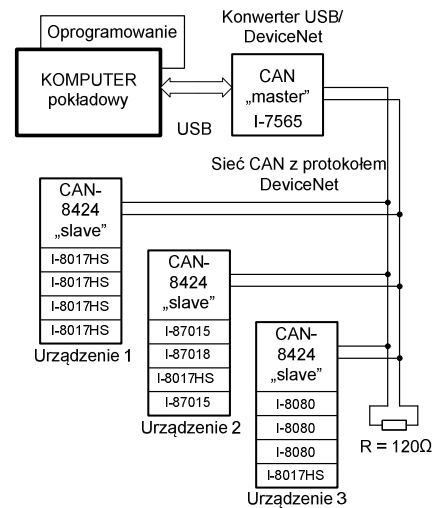 Oprogramowanie
KOMPUTER
pokładowy
USB
Konwerter USB/
DeviceNet
CAN
„master”
I-7565
Sieć CAN z protokołem
DeviceNet
CAN-
8424
„slave”
I-8017HS
I-8017HS
I-8017HS
I-8017HS
Urządzenie 1
CAN-
8424
„slave”
I-87015
I-87018
I-8017HS
I-87015
Urządzenie 2
CAN-
8424
„slave”
I-8080
I-8080
I-8080
I-8017HS
Urządzenie 3
R = 120Ω